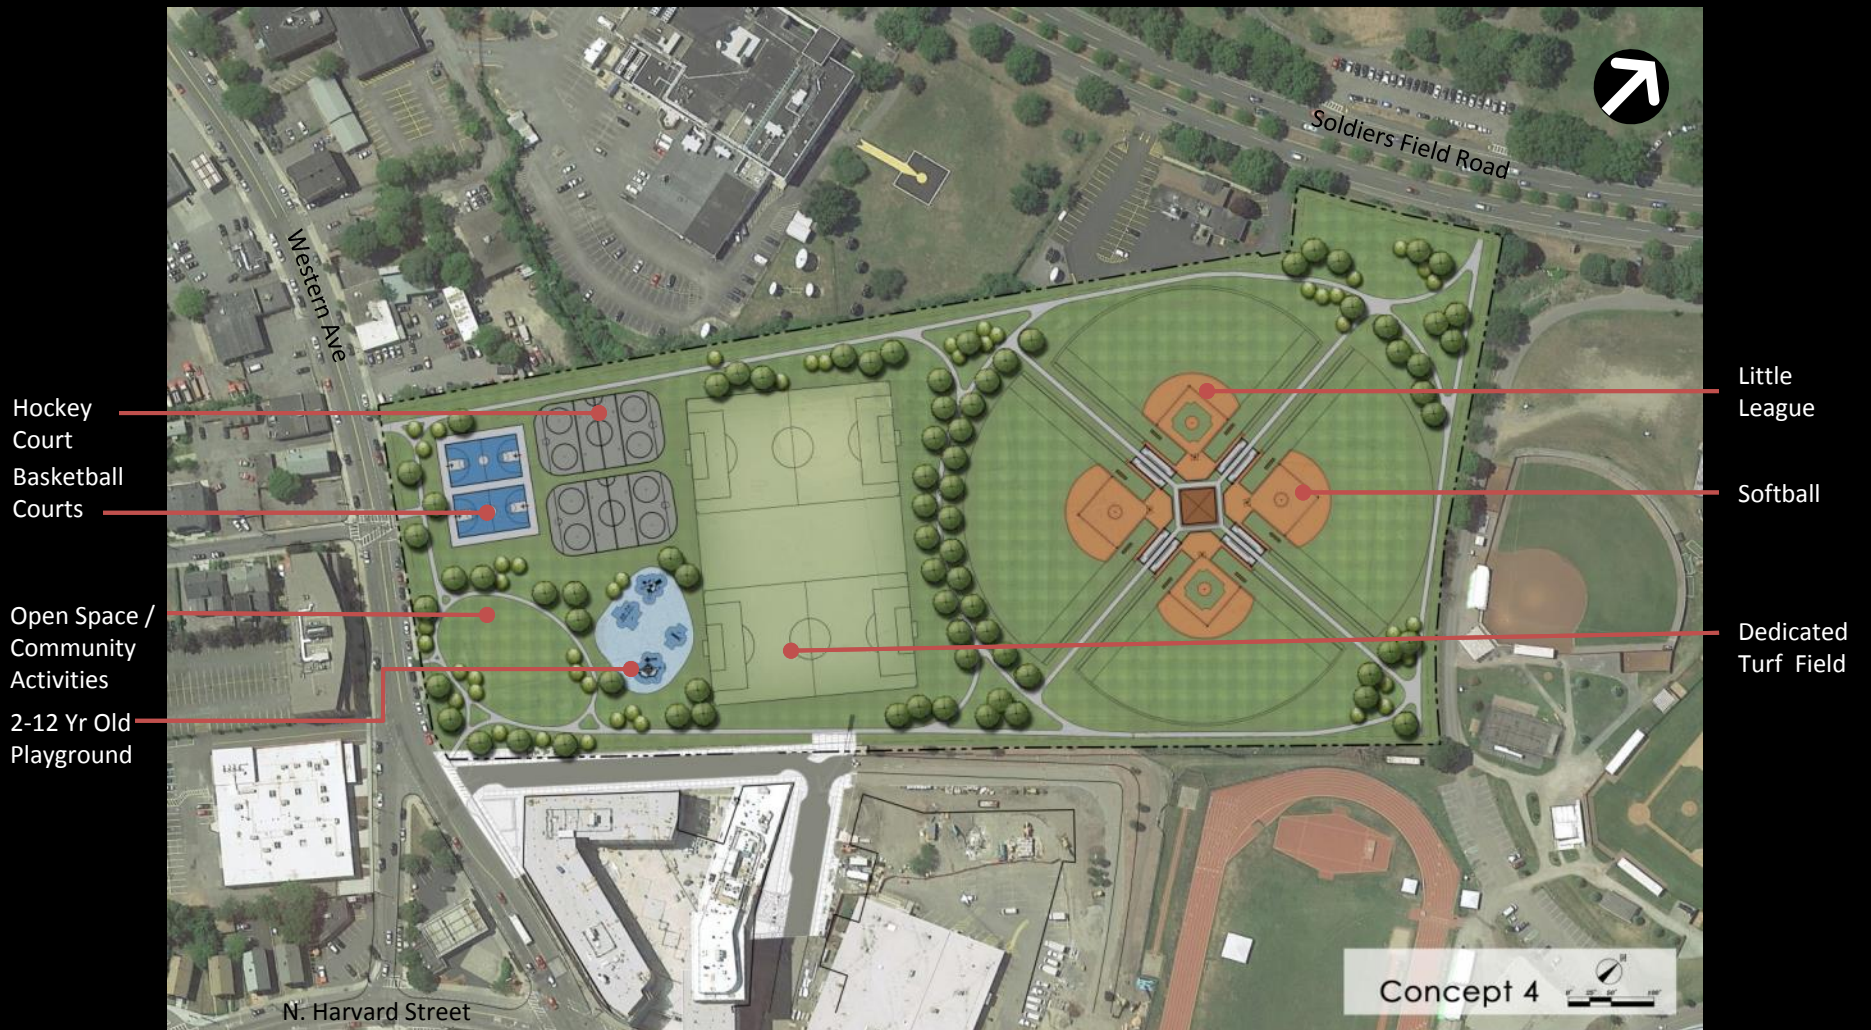 Soldiers Field Road
Western Ave
Hockey
Court
Basketball
Courts
Open Space /
Community
Activities
2-12 Yr Old
Playground
Little
League
Softball
Dedicated
Turf Field
N. Harvard Street
Concept 4